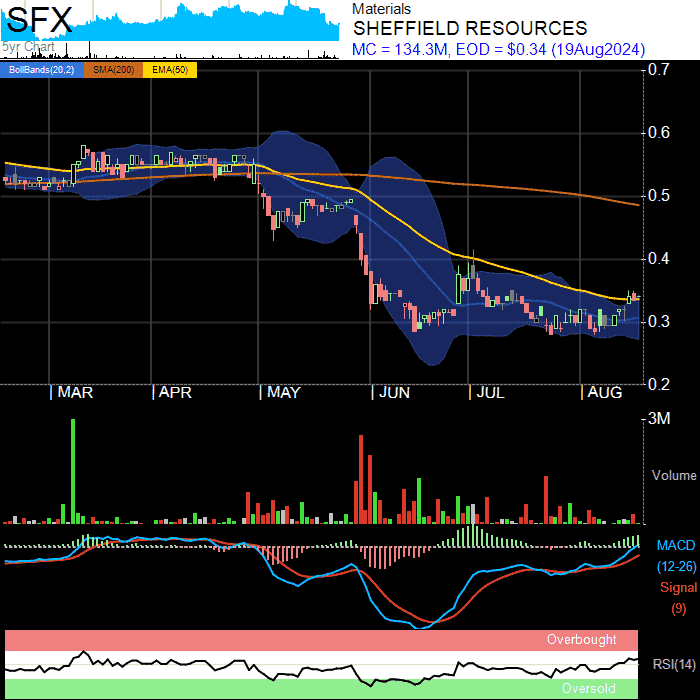 SFX
5yr Chart
Materials
SHEFFIELD RESOURCES
MC = 134.3M, EOD = $0.34 (19Aug2024)
BollBands(20,2) SMA(200) EMA(50)
0.7
0.6
0.5
0.4
0.3
0.2
MAR APR MAY JUN JUL AUG
3M
Volume
MACD
(12-26)
Signal
(9)
Overbought
RSI(14)
Oversold